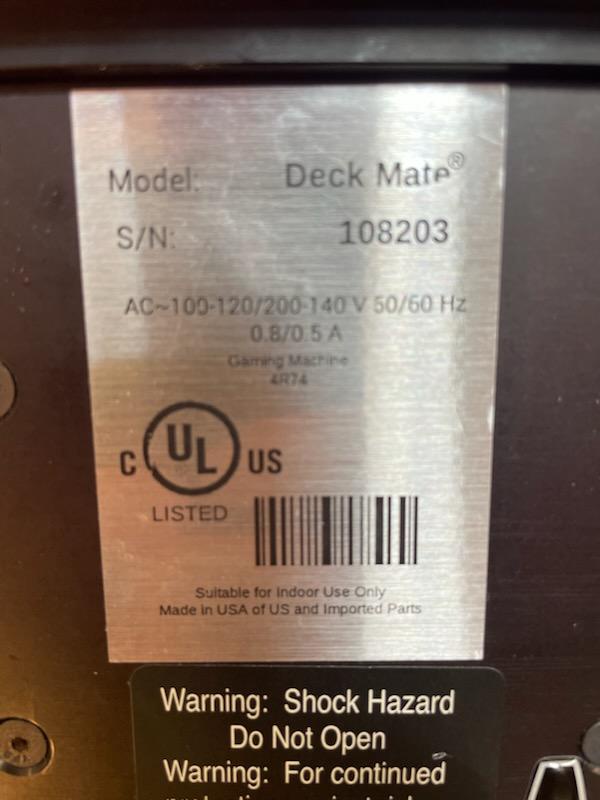 Model: Deck Mate®
S/N: 108203
AC~100-120/200-140 V 50/60 Hz
0.8/0.5 A
Gaming Machine
4R74
C UL US
LISTED
Suitable for Indoor Use Only
Made in USA of US and Imported Parts
Warning: Shock Hazard
Do Not Open
Warning: For continued